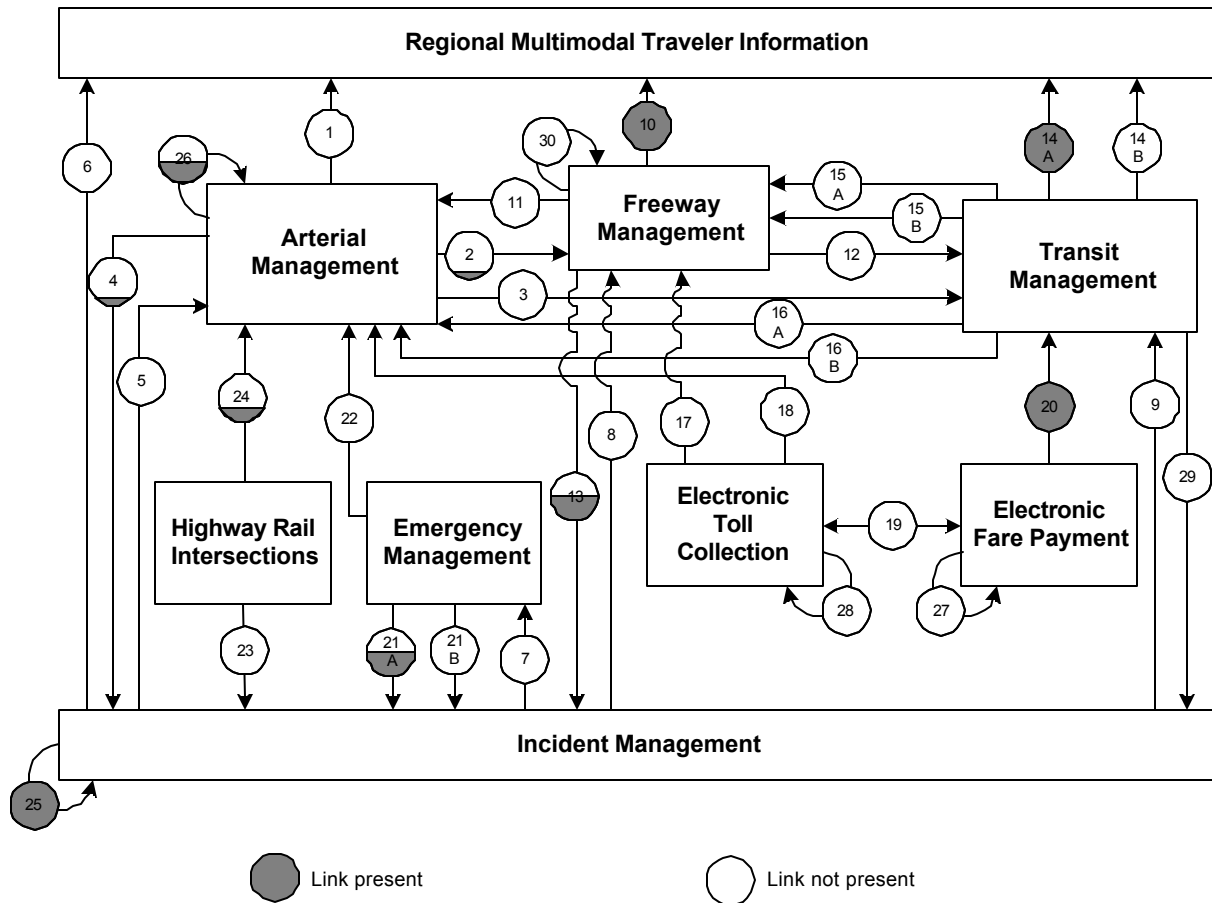 Regional Multimodal Traveler Information
6
1
10
14
A
14
B
26
30
11
15
A
15
B
Arterial
Management
Freeway
Management
Transit
Management
2
12
4
3
16
A
16
B
5
24
22
8
17
18
20
9
29
13
Highway Rail
Intersections
Emergency
Management
Electronic
Toll
Collection
19
Electronic
Fare Payment
28
27
23
21
A
21
B
7
Incident Management
25
Link present
Link not present